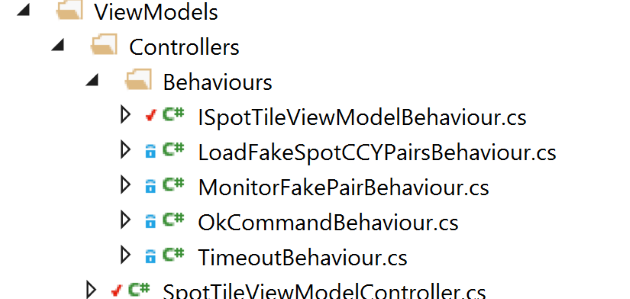 ViewModels
Controllers
Behaviours
C# ISpotTileViewModelBehaviour.cs
C# LoadFakeSpotCCYPairsBehaviour.cs
C# MonitorFakePairBehaviour.cs
C# OkCommandBehaviour.cs
C# TimeoutBehaviour.cs
C# SpotTileViewModelController.cs